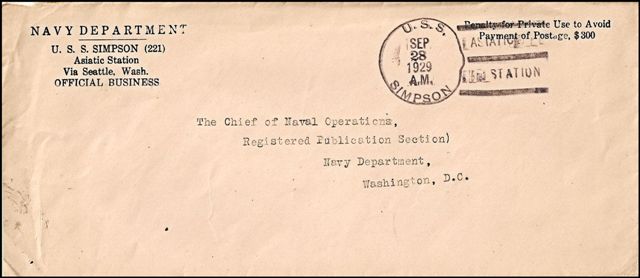 NAVY DEPARTMENT
U. S. S. SIMPSON (221)
Asiatic Station
Via Seattle, Wash.
OFFICIAL BUSINESS
U.S.S.
SEP
28
1929
A.M.
SIMPSON
Penalty for Private Use to Avoid
Payment of Postage, $300
ASIATIC
STATION
The Chief of Naval Operations,
Registered Publication Section)
Navy Department,
Washington, D.C.